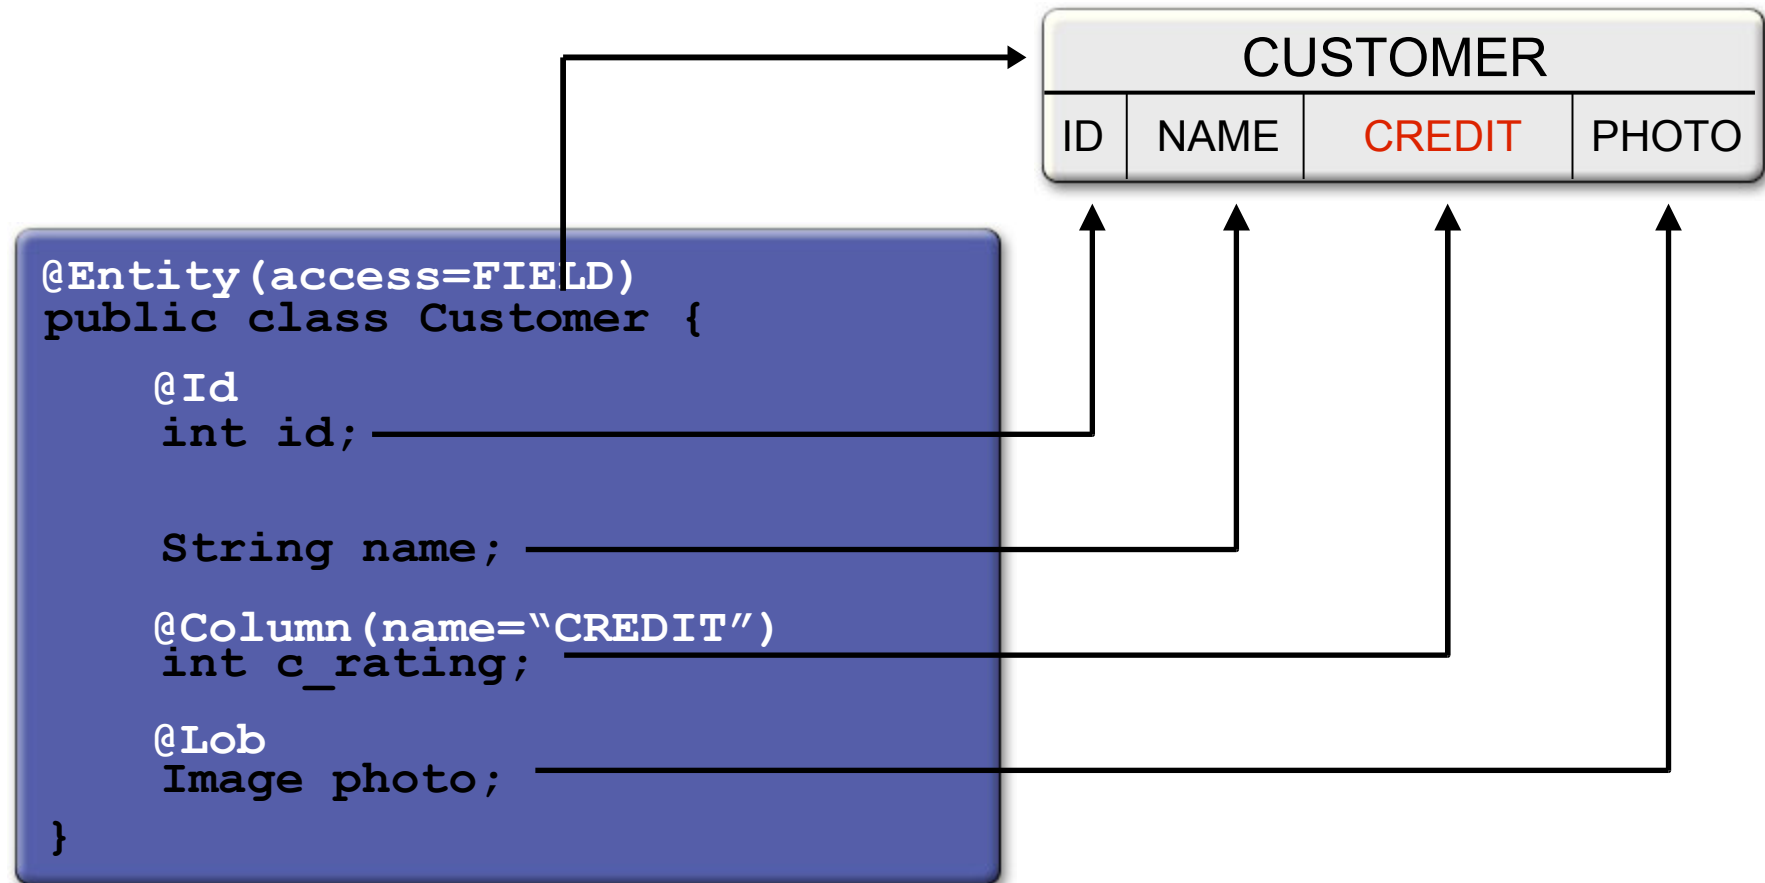 CUSTOMER
ID NAME CREDIT PHOTO
@Entity(access=FIELD)
public class Customer {
@Id
int id;
String name;
@Column(name=“CREDIT”)
int c_rating;
@Lob
Image photo;
}